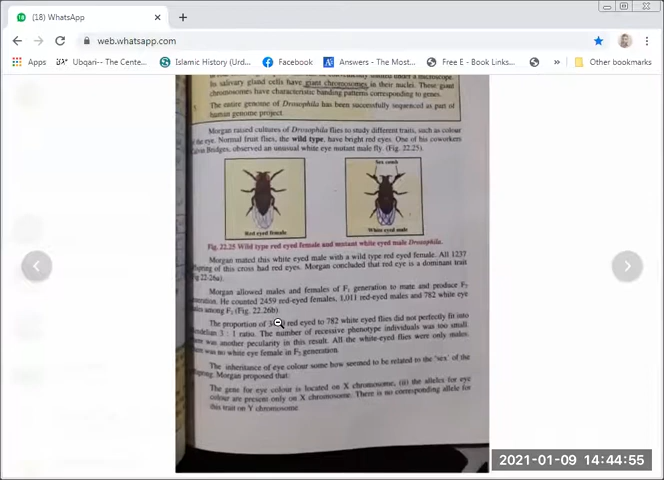 (18) WhatsApp
web.whatsapp.com
Apps Ubqari-- The Cente... Islamic History (Urd... Facebook Answers - The Most... Free E - Book Links... » Other bookmarks
Its salivary gland cells have giant chromosomes in their nuclei. These giant
chromosomes have characteristic banding patterns corresponding to genes.
The entire genome of Drosophila has been successfully sequenced as part of
human genome project.
Morgan raised cultures of Drosophila flies to study different traits, such as colour
of the eye. Normal fruit flies, the wild type, have bright red eyes. One of his coworkers
Calvin Bridges, observed an unusual white eye mutant male fly. (Fig. 22.25).
Sex comb
Red eyed female
White eyed male
Fig. 22.25 Wild type red eyed female and mutant white eyed male Drosophila.
Morgan mated this white eyed male with a wild type red eyed female. All 1237
offspring of this cross had red eyes. Morgan concluded that red eye is a dominant trait
22.26a).
Morgan allowed males and females of F₁ generation to mate and produce F₂
generation. He counted 2459 red-eyed females, 1,011 red-eyed males and 782 white eye
males among F₂ (Fig. 22.26b)
The proportion of red eyed to 782 white eyed flies did not perfectly fit into
3 : 1 ratio. The number of recessive phenotype individuals was too small.
was another pecularity in this result. All the white-eyed flies were only males.
was no white eye female in F₂ generation.
The inheritance of eye colour some how seemed to be related to the 'sex' of the
offspring. Morgan proposed that:
The gene for eye colour is located on X chromosome, (ii) the alleles for eye
colour are present only on X chromosome. There is no corresponding allele for
this trait on Y chromosome
2021-01-09 14:44:55